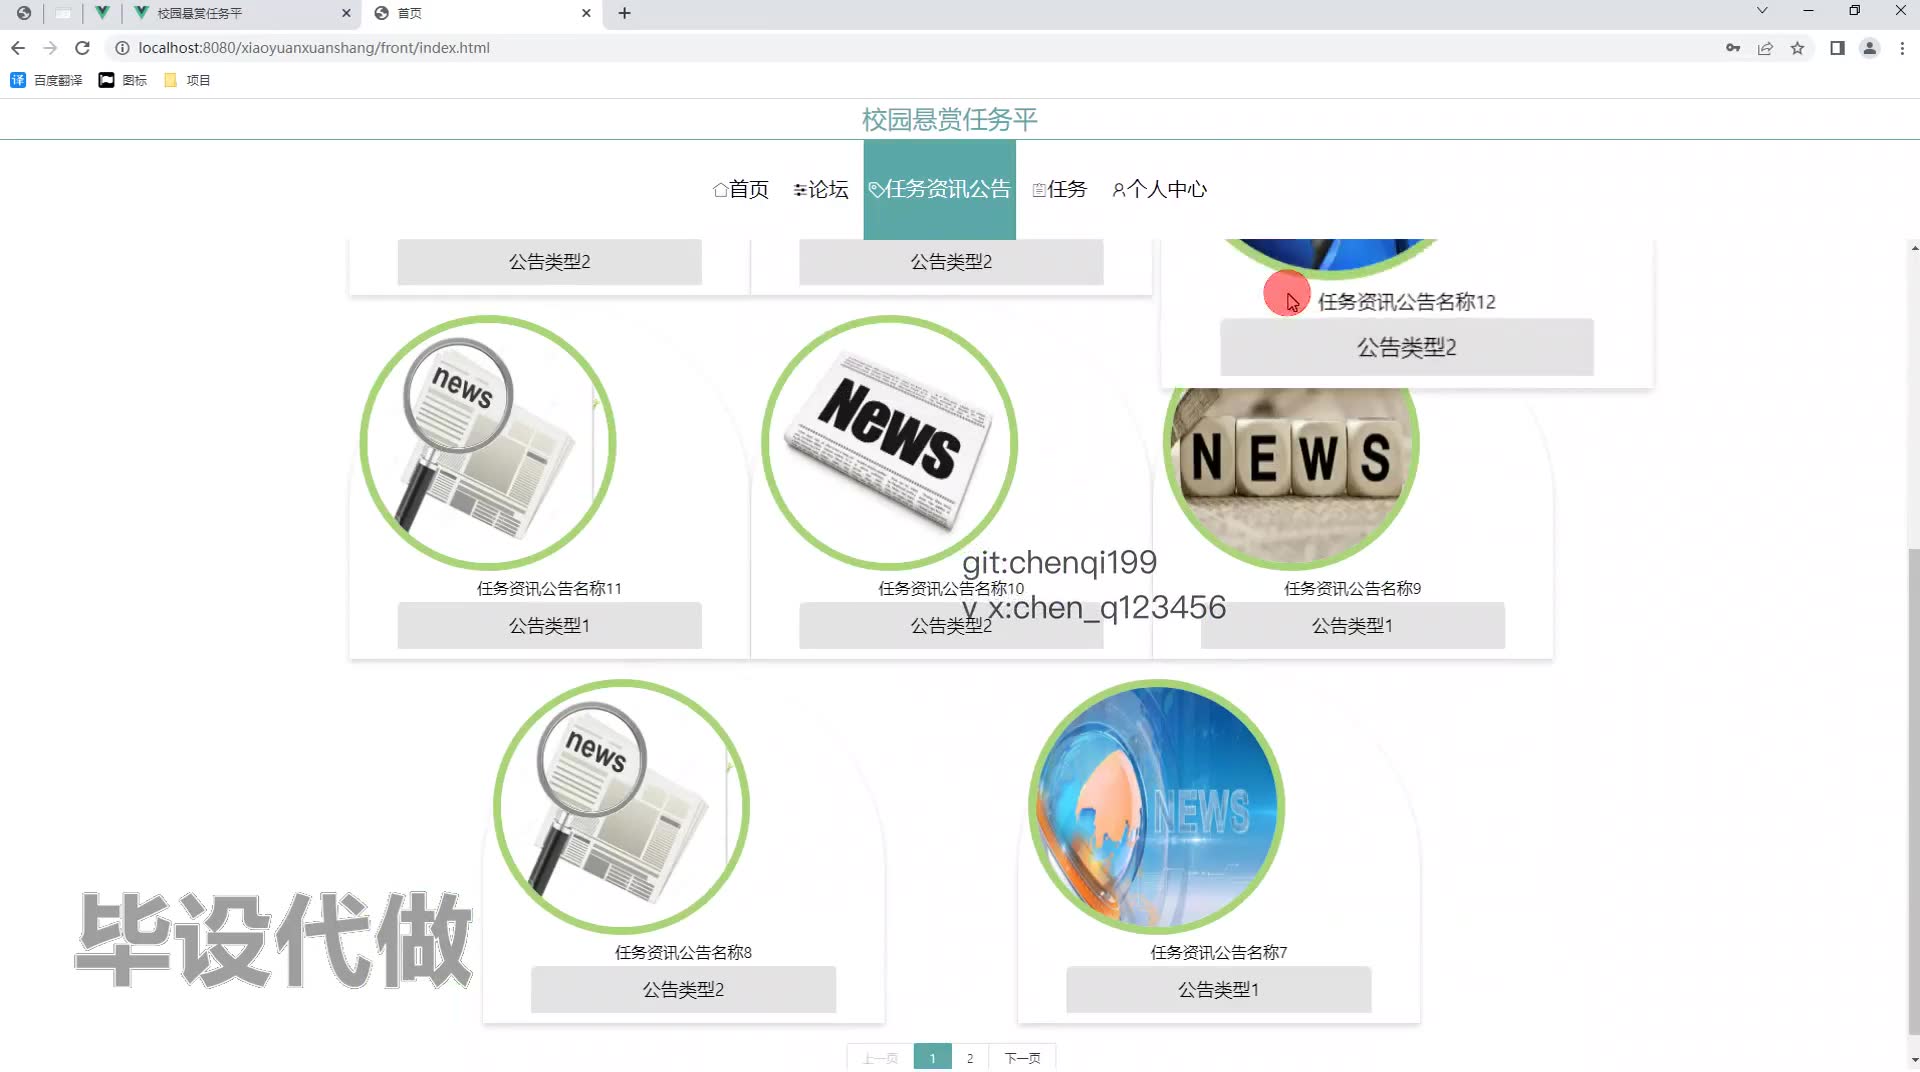 校园悬赏任务平
首页
localhost:8080/xiaoyuanxuanshang/front/index.html
百度翻译
图标
项目
校园悬赏任务平
首页
论坛
任务资讯公告
任务
个人中心
公告类型2
公告类型2
任务资讯公告名称12
公告类型2
news
News
NEWS
任务资讯公告名称11
任务资讯公告名称10
任务资讯公告名称9
公告类型1
公告类型2
公告类型1
git:chenqi199
v_x:chen_q123456
news
NEWS
任务资讯公告名称8
任务资讯公告名称7
公告类型2
公告类型1
毕设代做
上一页
1
2
下一页